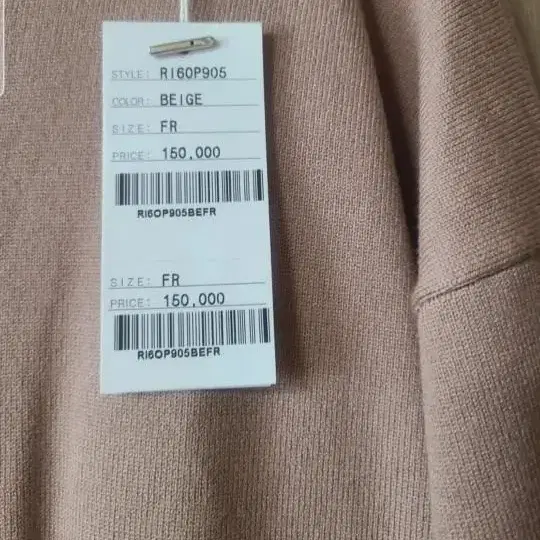 STYLE: RI6OP905
COLOR: BEIGE
SIZE: FR
PRICE: 150,000
RI6OP905BEFR
SIZE: FR
PRICE: 150,000
RI6OP905BEFR